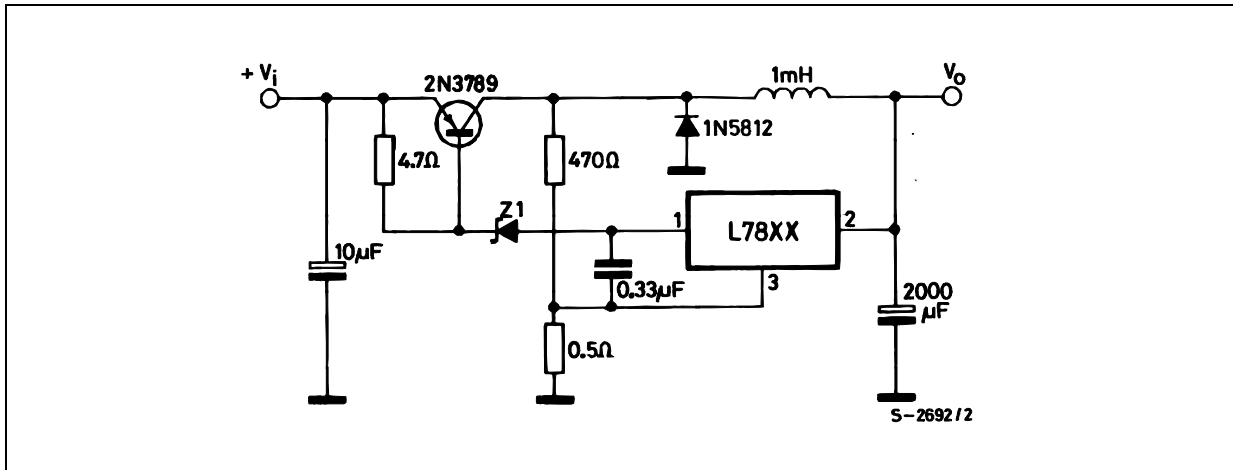 + Vi
2N3789
1mH
Vo
4.7Ω
470Ω
1N5812
Z1
1
L78XX
2
10µF
0.33µF
3
2000
µF
0.5Ω
S-2692/2